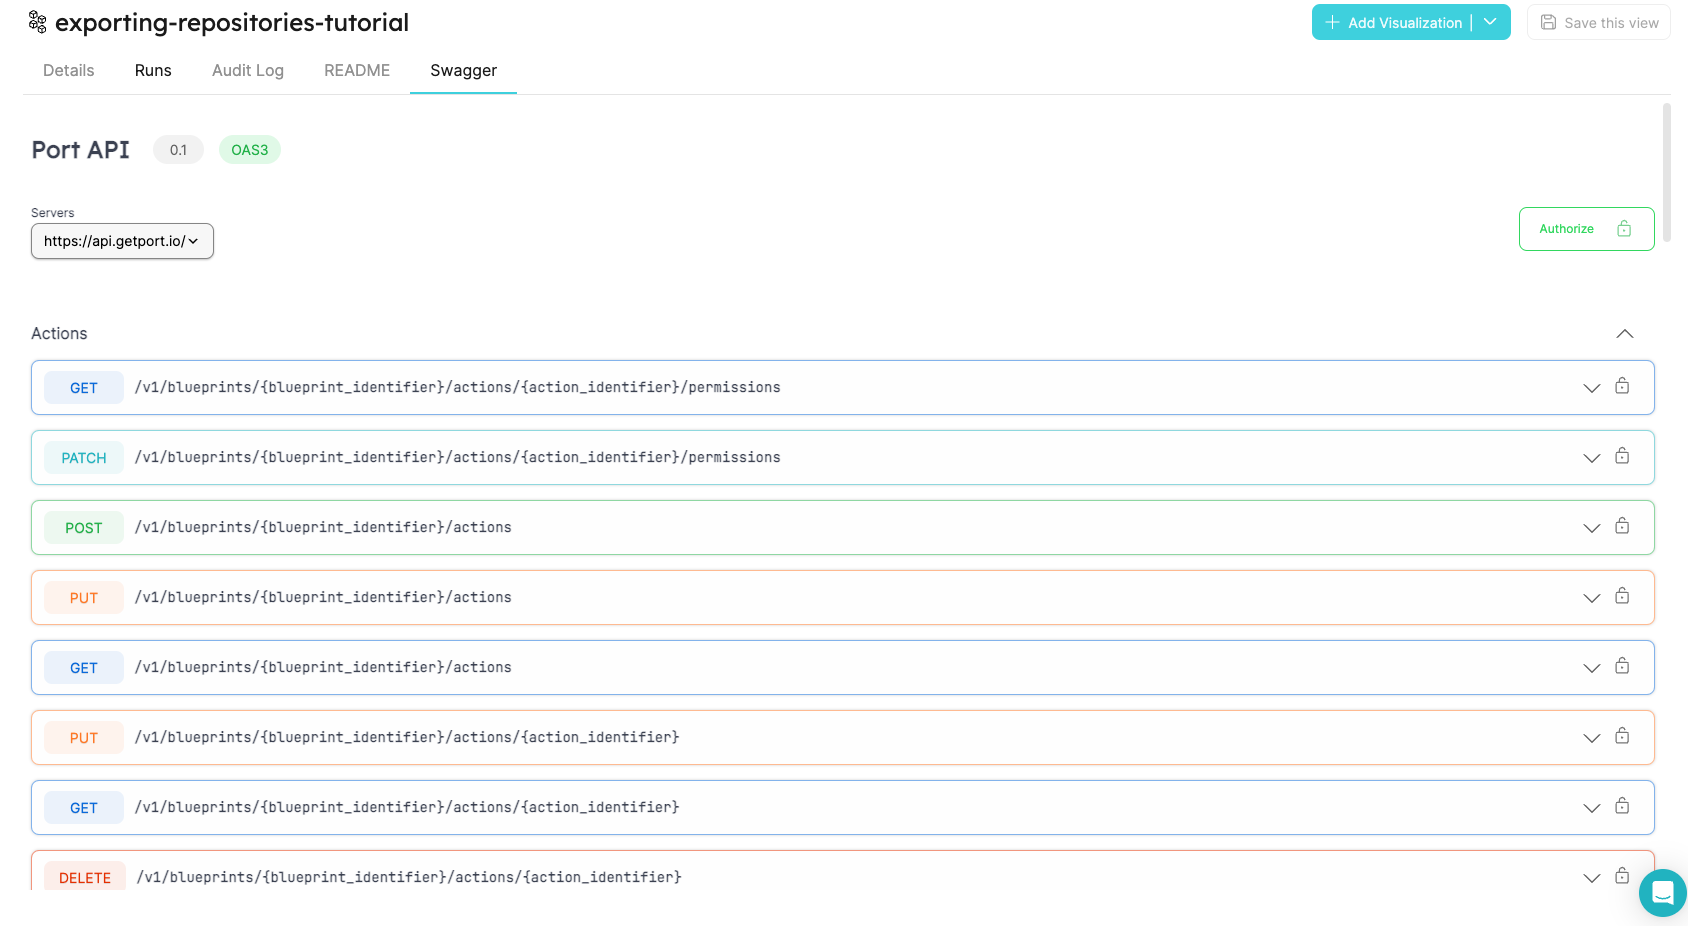 exporting-repositories-tutorial
Add Visualization
Save this view
Details Runs Audit Log README Swagger
Port API 0.1 OAS3
Servers
https://api.getport.io/
Authorize
Actions
GET /v1/blueprints/{blueprint_identifier}/actions/{action_identifier}/permissions
PATCH /v1/blueprints/{blueprint_identifier}/actions/{action_identifier}/permissions
POST /v1/blueprints/{blueprint_identifier}/actions
PUT /v1/blueprints/{blueprint_identifier}/actions
GET /v1/blueprints/{blueprint_identifier}/actions
PUT /v1/blueprints/{blueprint_identifier}/actions/{action_identifier}
GET /v1/blueprints/{blueprint_identifier}/actions/{action_identifier}
DELETE /v1/blueprints/{blueprint_identifier}/actions/{action_identifier}